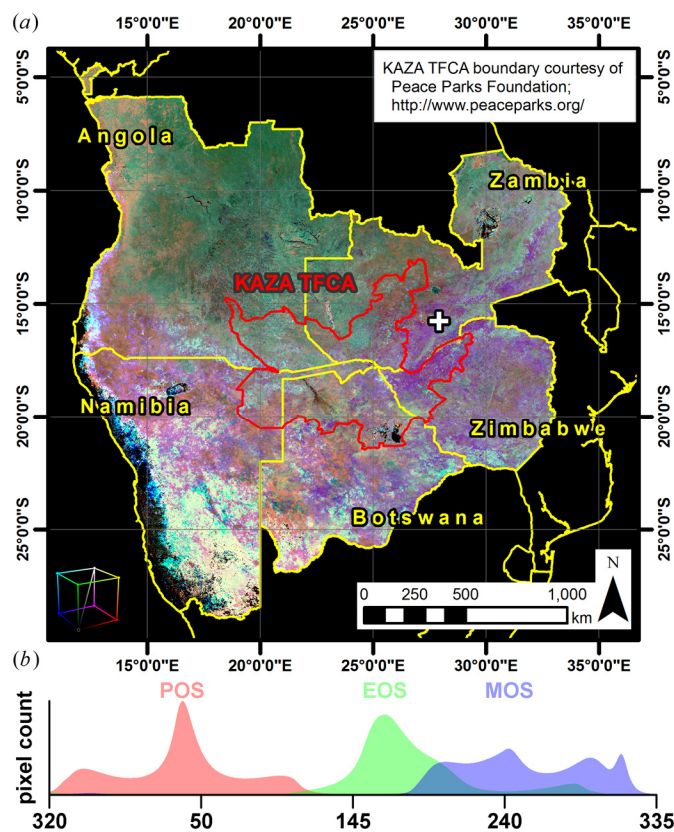 (a)
15°0'0"E 20°0'0"E 25°0'0"E 30°0'0"E 35°0'0"E
KAZA TFCA boundary courtesy of
Peace Parks Foundation;
http://www.peaceparks.org/
5°0'0"S
5°0'0"S
Angola
Zambia
10°0'0"S
10°0'0"S
KAZA TFCA
15°0'0"S
15°0'0"S
Namibia
Zimbabwe
20°0'0"S
20°0'0"S
Botswana
25°0'0"S
25°0'0"S
N
0 250 500 1,000
km
15°0'0"E 20°0'0"E 25°0'0"E 30°0'0"E 35°0'0"E
(b)
POS EOS MOS
pixel count
320 50 145 240 335